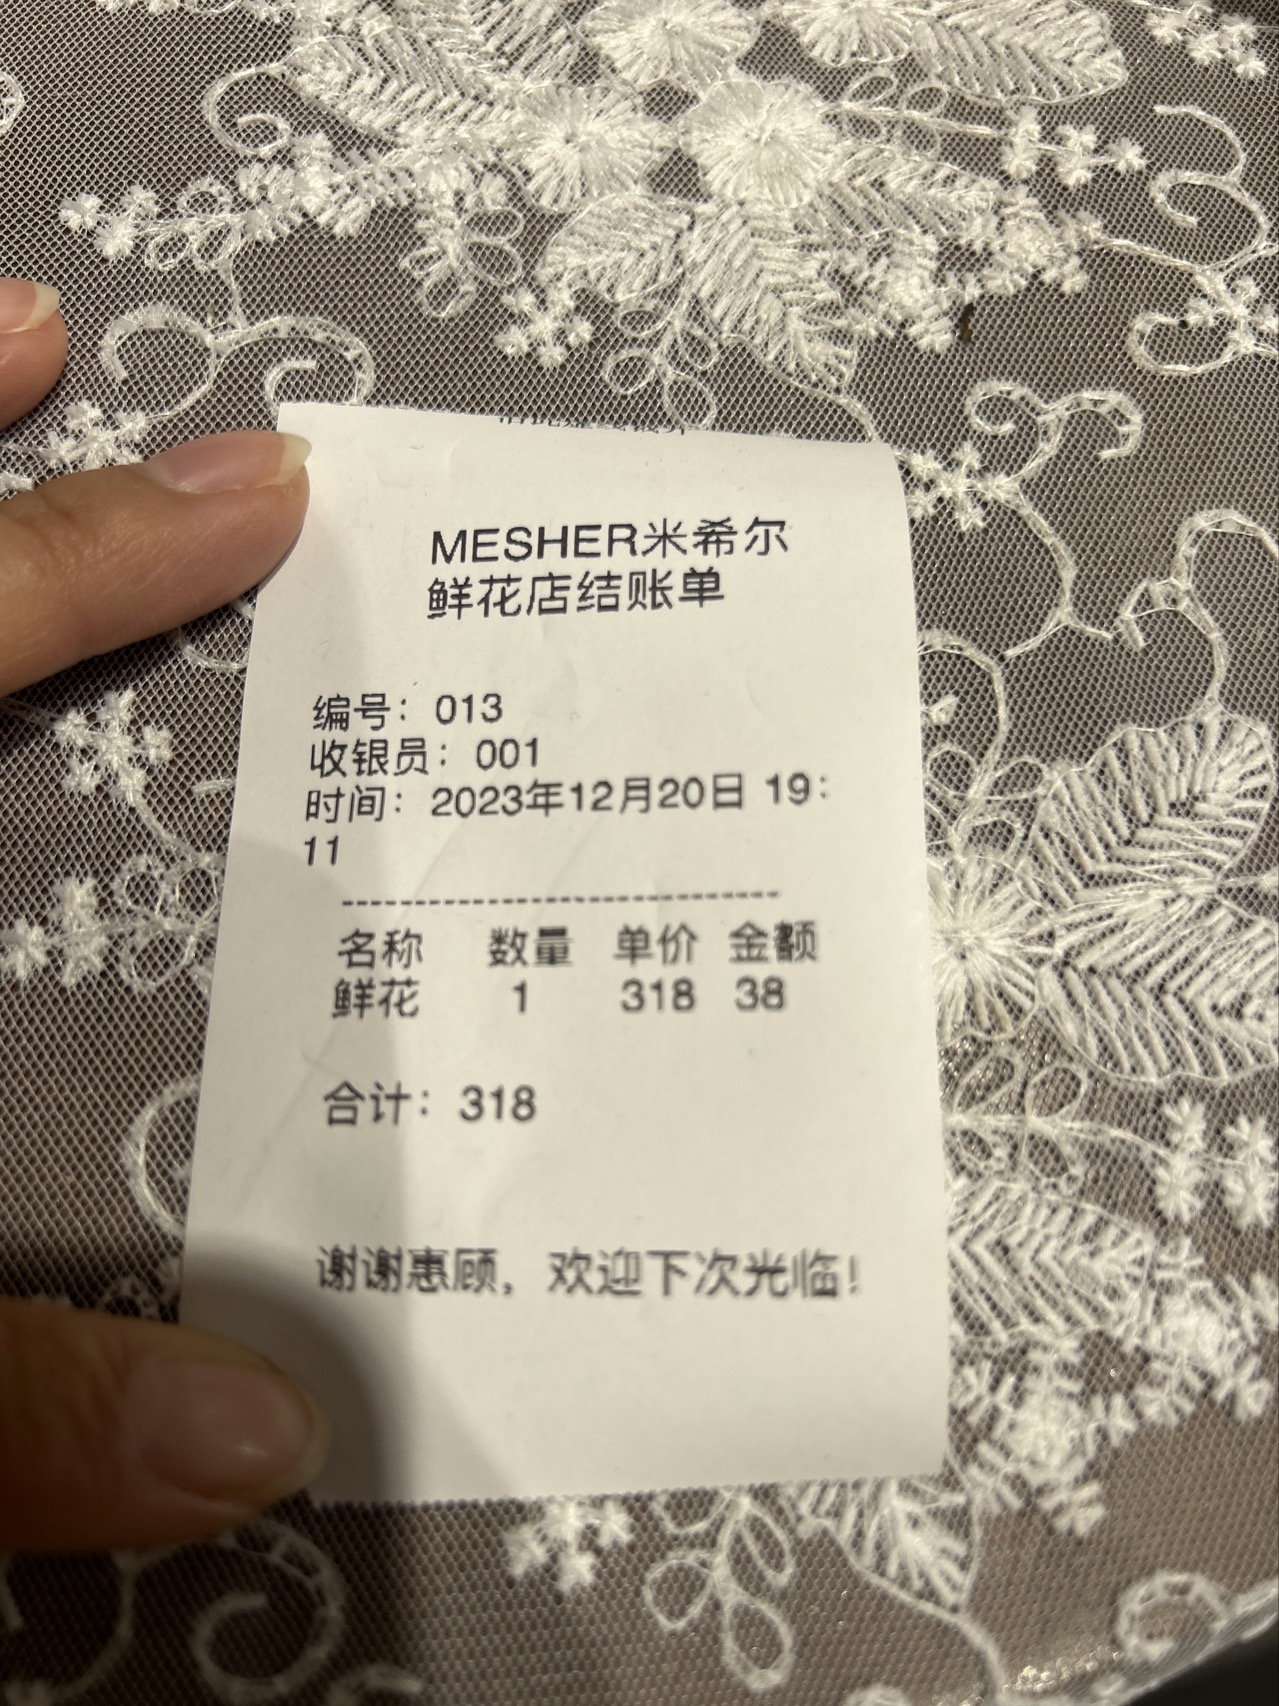 MESHER米希尔
鲜花店结账单
编号：013
收银员：001
时间：2023年12月20日 19：
11
------------------------------
名称 数量 单价 金额
鲜花 1 318 38
合计：318
谢谢惠顾，欢迎下次光临！